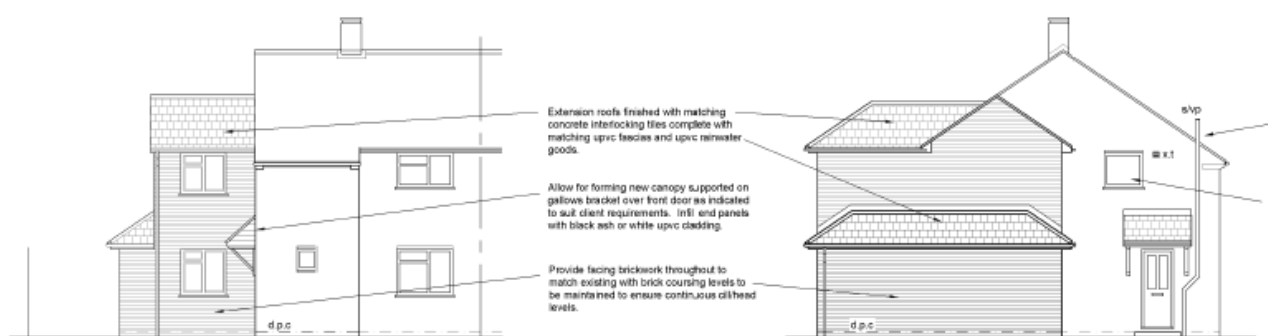 Extension roofs finished with matching
concrete interlocking tiles complete with
matching upvc fascias and upvc rainwater
goods.
Allow for forming new canopy supported on
gallows bracket over front door as indicated
to suit client requirements. Infill end panels
with black ash or white upvc cladding.
Provide facing brickwork throughout to
match existing with brick coursing levels to
be maintained to ensure continuous cill/head
levels.
d.p.c
s/vp
x.f
d.p.c